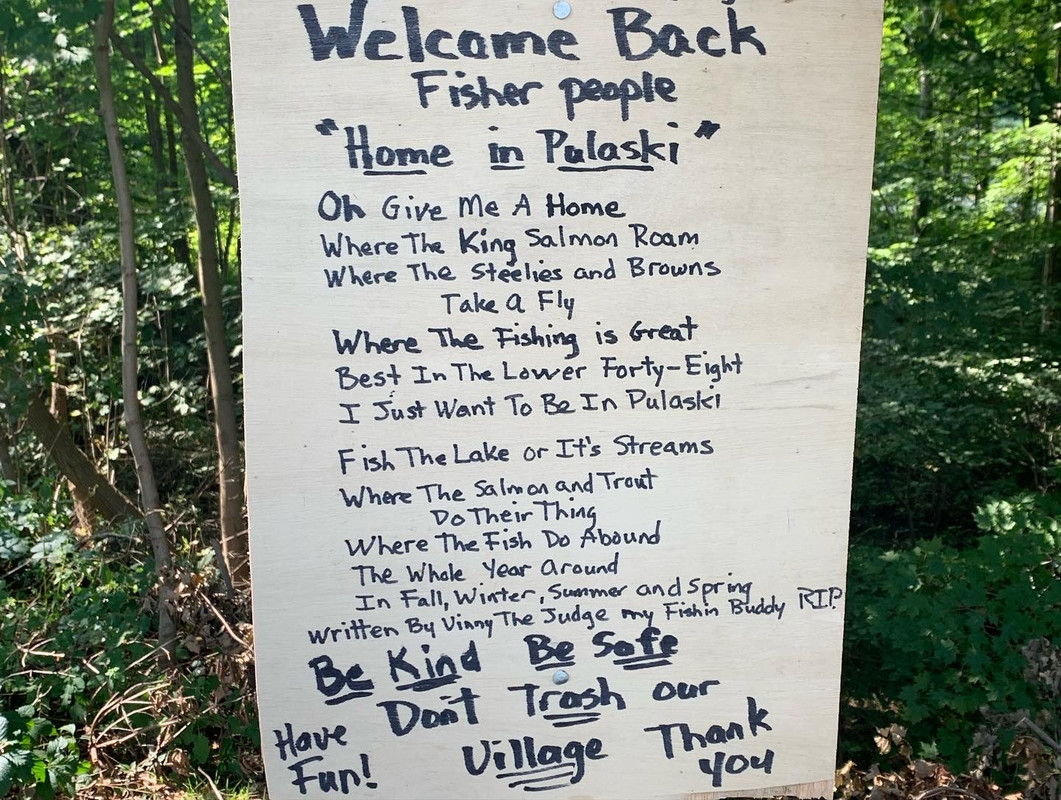 Welcome Back
Fisher people
"Home in Pulaski"
Oh Give Me A Home
Where The King Salmon Roam
Where The Steelies and Browns
Take A Fly
Where The Fishing is Great
Best In The Lower Forty-Eight
I Just Want To Be In Pulaski
Fish The Lake or It's Streams
Where The Salmon and Trout
Do Their Thing
Where The Fish Do Abound
The Whole Year Around
In Fall, Winter, Summer and Spring
Written By Vinny The Judge my Fishin Buddy RIP
Be Kind Be Safe
Don't Trash our
Village
Have
Fun!
Thank
you